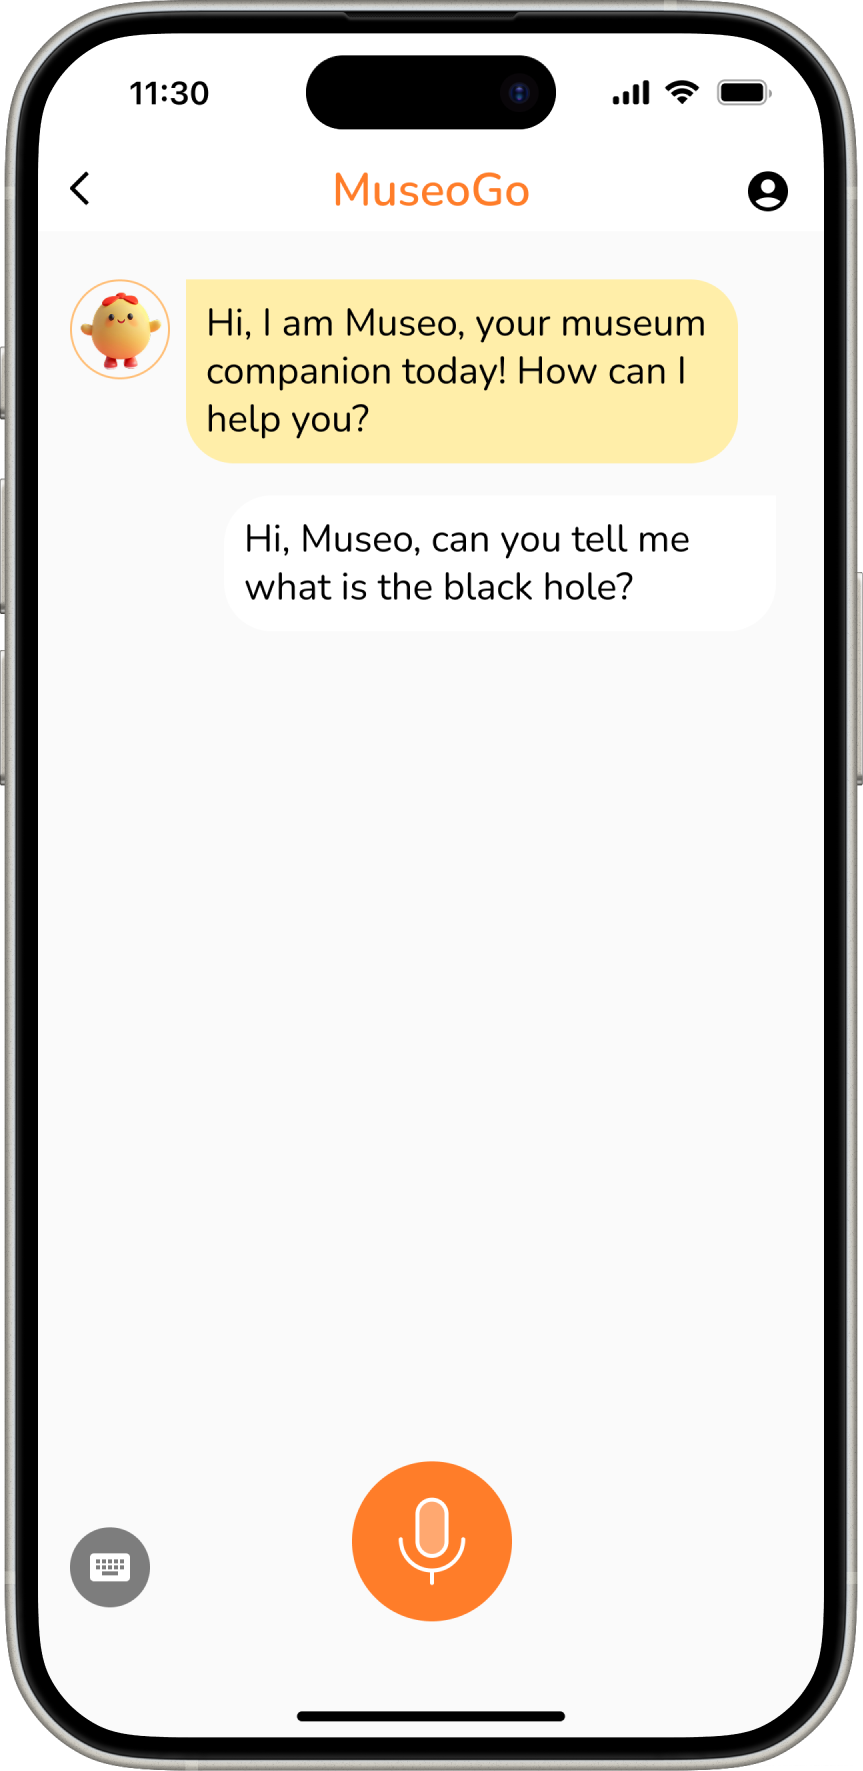 11:30
MuseoGo
Hi, I am Museo, your museum
companion today! How can I
help you?
Hi, Museo, can you tell me
what is the black hole?